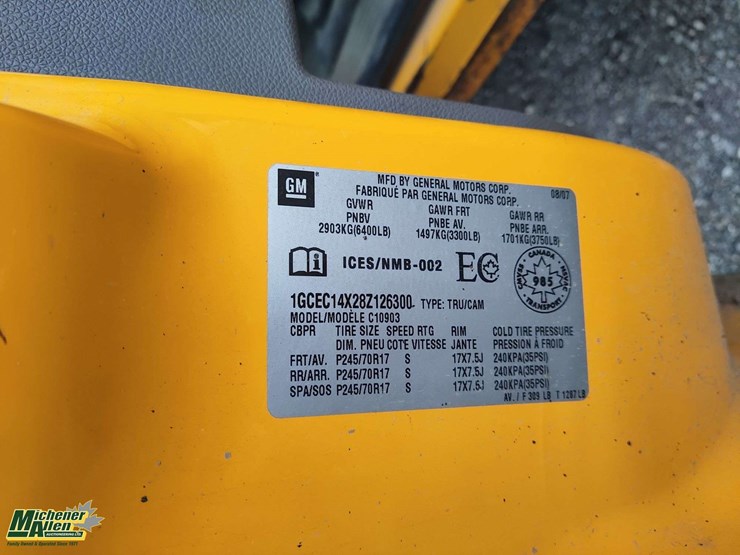 GM
MFD BY GENERAL MOTORS CORP. 08/07
FABRIQUÉ PAR GENERAL MOTORS CORP.
GVWR GAWR FRT GAWR RR
PNBV PNBE AV. PNBE ARR.
2903KG(6400LB) 1497KG(3300LB) 1701KG(3750LB)
ICES/NMB-002 EC
CANADA
985
TRANSPORT
1GCEC14X28Z126300 TYPE: TRU/CAM
MODEL/MODÈLE C10903
CBPR TIRE SIZE SPEED RTG RIM COLD TIRE PRESSURE
DIM. PNEU COTE VITESSE JANTE PRESSION À FROID
FRT/AV. P245/70R17 S 17X7.5J 240KPA(35PSI)
RR/ARR. P245/70R17 S 17X7.5J 240KPA(35PSI)
SPA/SOS P245/70R17 S 17X7.5J 240KPA(35PSI)
AV. / F 309 LB T 1297 LB
Michener
Allen
AUCTIONEERING LTD.